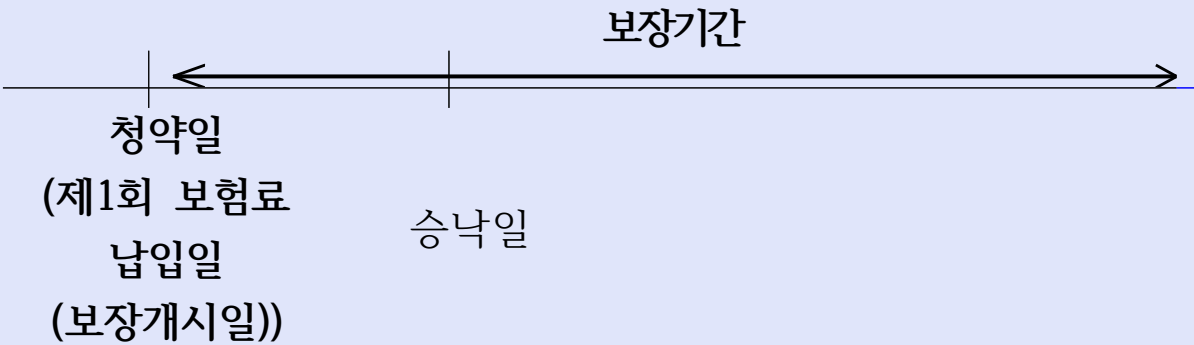 보장기간
청약일
(제1회 보험료
납입일
(보장개시일))
승낙일